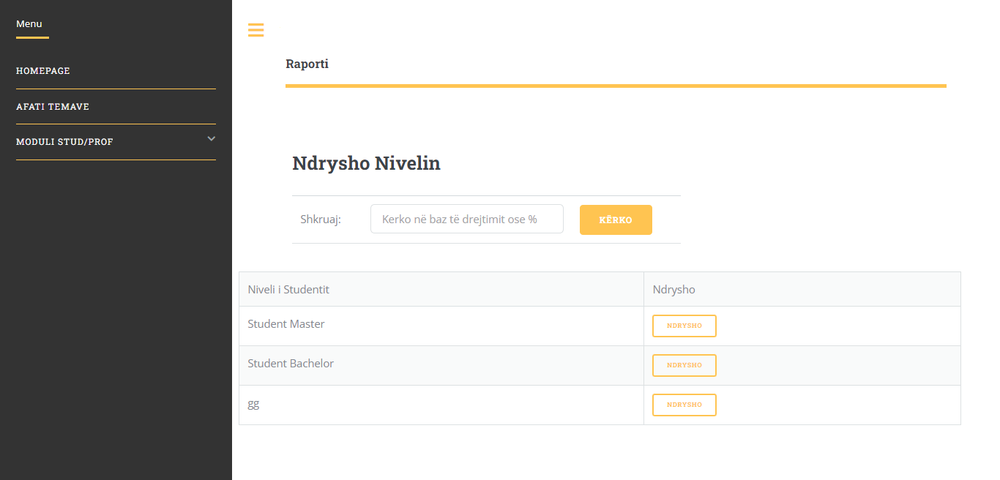 Menu
HOMEPAGE
AFATI TEMAVE
MODULI STUD/PROF
Raporti
Ndrysho Nivelin
Shkruaj: Kerko në baz të drejtimit ose % KËRKO
Niveli i Studentit Ndrysho
Student Master NDRYSHO
Student Bachelor NDRYSHO
gg NDRYSHO